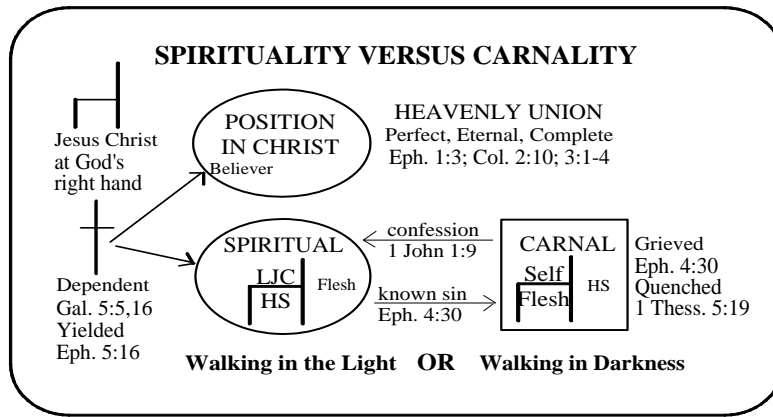 SPIRITUALITY VERSUS CARNALITY
Jesus Christ
at God's
right hand
POSITION
IN CHRIST
Believer
HEAVENLY UNION
Perfect, Eternal, Complete
Eph. 1:3; Col. 2:10; 3:1-4
Dependent
Gal. 5:5,16
Yielded
Eph. 5:16
SPIRITUAL
LJC
HS
Flesh
confession
1 John 1:9
known sin
Eph. 4:30
CARNAL
Self
Flesh
HS
Grieved
Eph. 4:30
Quenched
1 Thess. 5:19
Walking in the Light OR Walking in Darkness